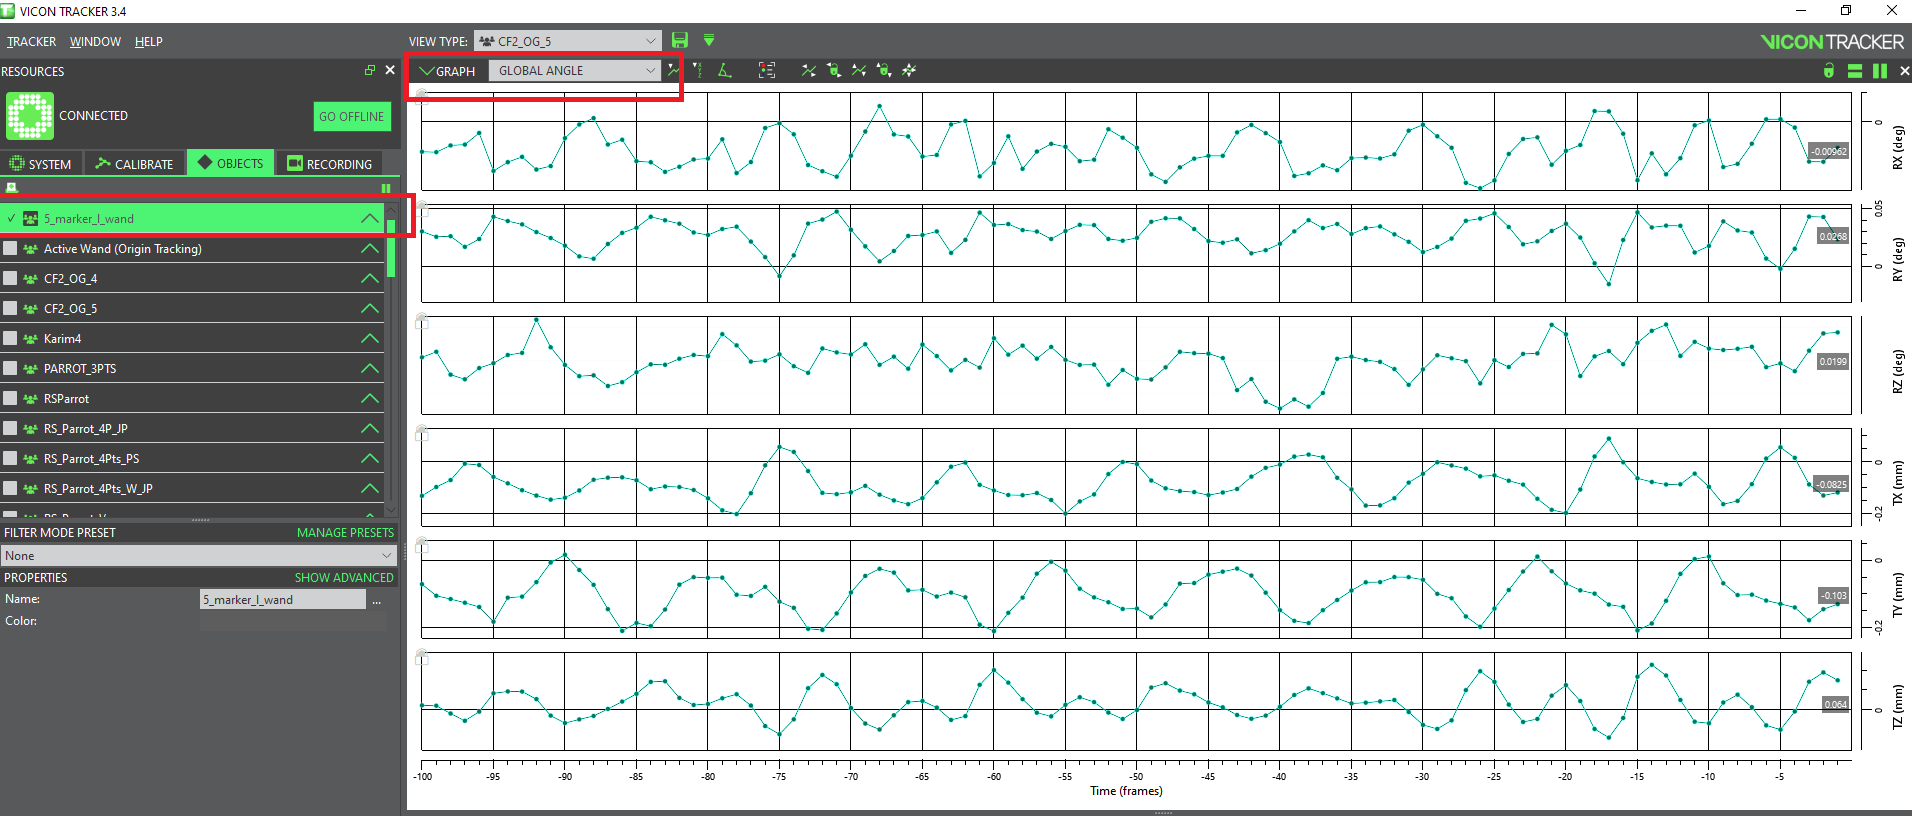 VICON TRACKER 3.4
TRACKER WINDOW HELP
VIEW TYPE: CF2_OG_5
VICON TRACKER
RESOURCES
GRAPH GLOBAL ANGLE
CONNECTED
GO OFFLINE
SYSTEM CALIBRATE OBJECTS RECORDING
5_marker_l_wand
Active Wand (Origin Tracking)
CF2_OG_4
CF2_OG_5
Karim4
PARROT_3PTS
RSParrot
RS_Parrot_4P_JP
RS_Parrot_4Pts_PS
RS_Parrot_4Pts_W_JP
FILTER MODE PRESET MANAGE PRESETS
None
PROPERTIES SHOW ADVANCED
Name: 5_marker_l_wand ...
Color:
0
-0.00962
RX (deg)
0.05
0.0268
0
RY (deg)
0.0199
RZ (deg)
0
-0.0825
-0.2
TX (mm)
0
-0.103
-0.2
TY (mm)
0.064
0
TZ (mm)
-100 -95 -90 -85 -80 -75 -70 -65 -60 -55 -50 -45 -40 -35 -30 -25 -20 -15 -10 -5
Time (frames)